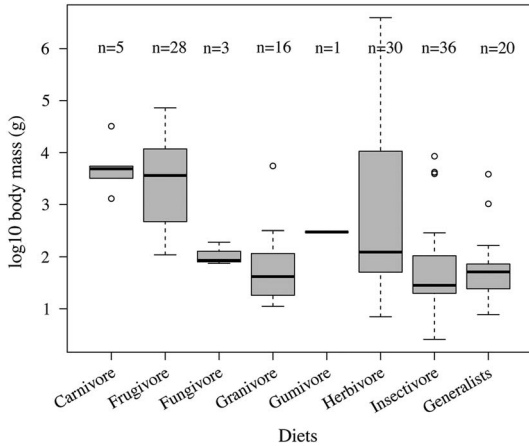 n=5 n=28 n=3 n=16 n=1 n=30 n=36 n=20
6
5
4
3
2
1
log10 body mass (g)
Carnivore Frugivore Fungivore Granivore Gumivore Herbivore Insectivore Generalists
Diets